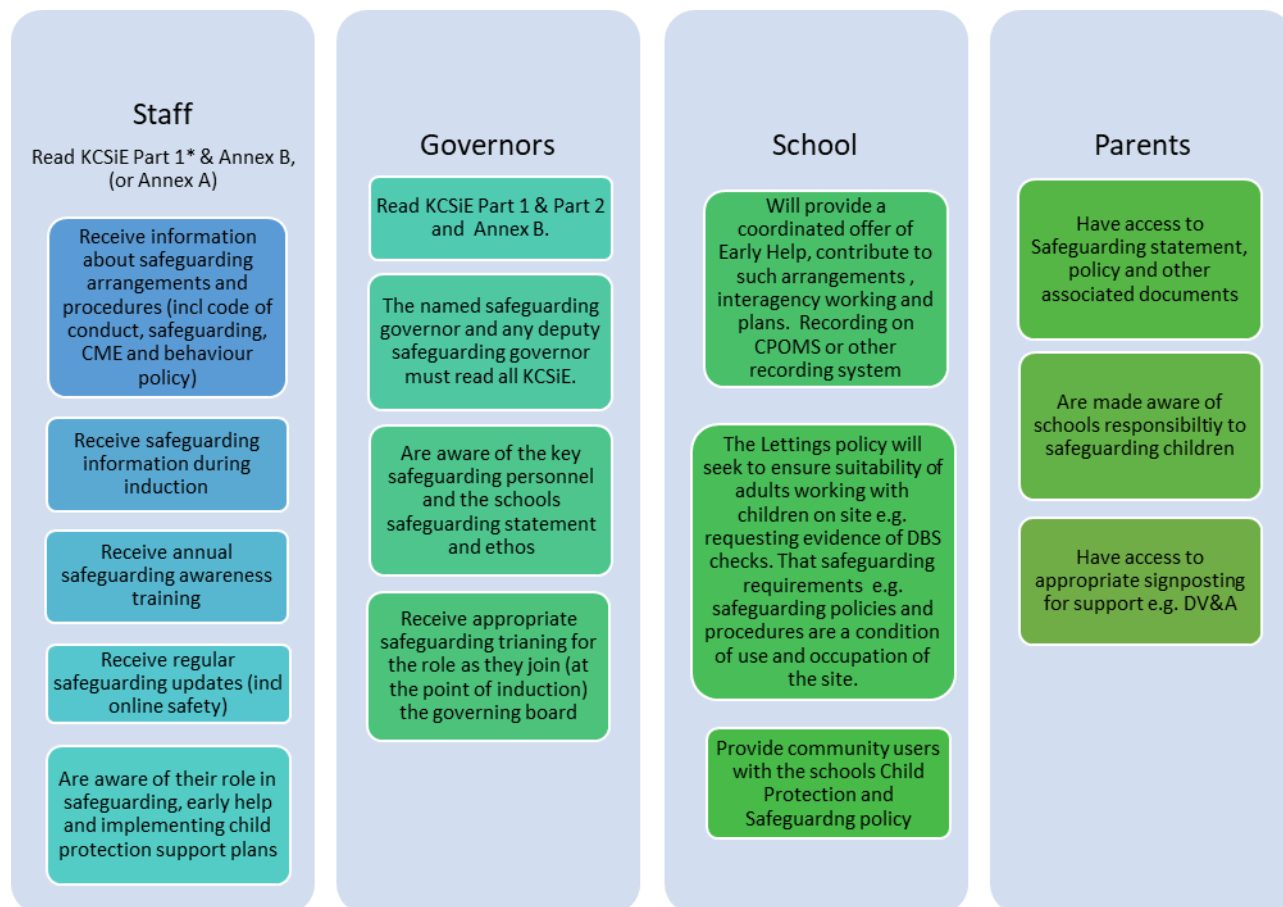 Staff
Read KCSiE Part 1* & Annex B,
(or Annex A)
Receive information
about safeguarding
arrangements and
procedures (incl code of
conduct, safeguarding,
CME and behaviour
policy)
Receive safeguarding
information during
induction
Receive annual
safeguarding awareness
training
Receive regular
safeguarding updates (incl
online safety)
Are aware of their role in
safeguarding, early help
and implementing child
protection support plans
Governors
Read KCSiE Part 1 & Part 2
and Annex B.
The named safeguarding
governor and any deputy
safeguarding governor
must read all KCSiE.
Are aware of the key
safeguarding personnel
and the schools
safeguarding statement
and ethos
Receive appropriate
safeguarding trianing for
the role as they join (at
the point of induction)
the governing board
School
Will provide a
coordinated offer of
Early Help, contribute to
such arrangements ,
interagency working and
plans. Recording on
CPOMS or other
recording system
The Lettings policy will
seek to ensure suitability of
adults working with
children on site e.g.
requesting evidence of DBS
checks. That safeguarding
requirements e.g.
safeguarding policies and
procedures are a condition
of use and occupation of
the site.
Provide community users
with the schools Child
Protection and
Safeguardng policy
Parents
Have access to
Safeguarding statement,
policy and other
associated documents
Are made aware of
schools responsibiltiy to
safeguarding children
Have access to
appropriate signposting
for support e.g. DV&A